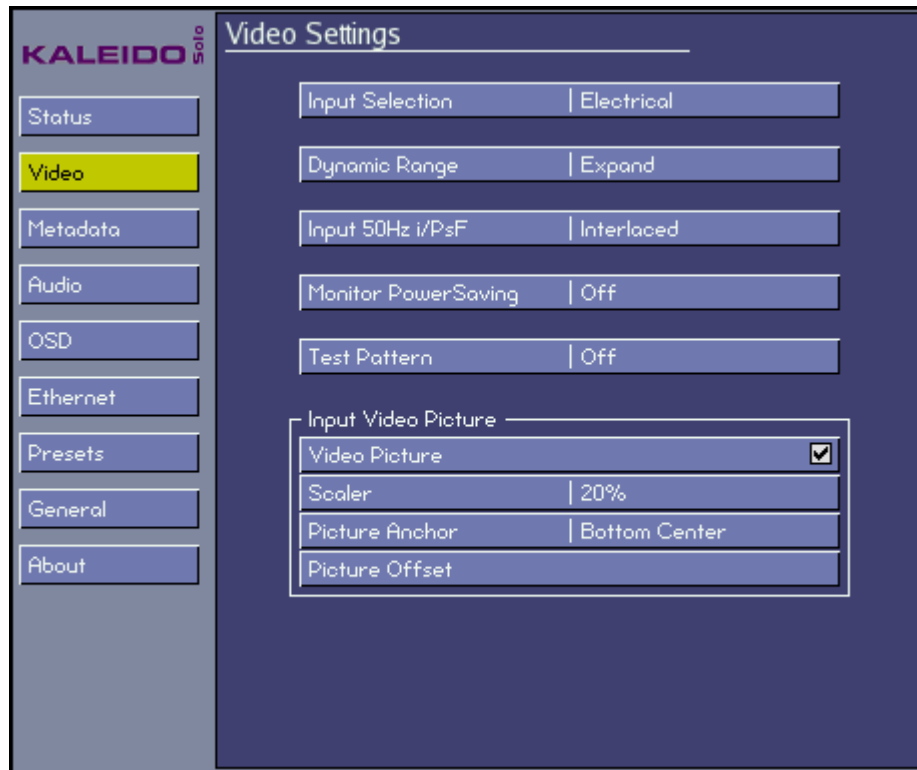 KALEIDO Solo
Status
Video
Metadata
Audio
OSD
Ethernet
Presets
General
About
Video Settings
Input Selection | Electrical
Dynamic Range | Expand
Input 50Hz i/PsF | Interlaced
Monitor PowerSaving | Off
Test Pattern | Off
Input Video Picture
Video Picture
Scaler | 20%
Picture Anchor | Bottom Center
Picture Offset